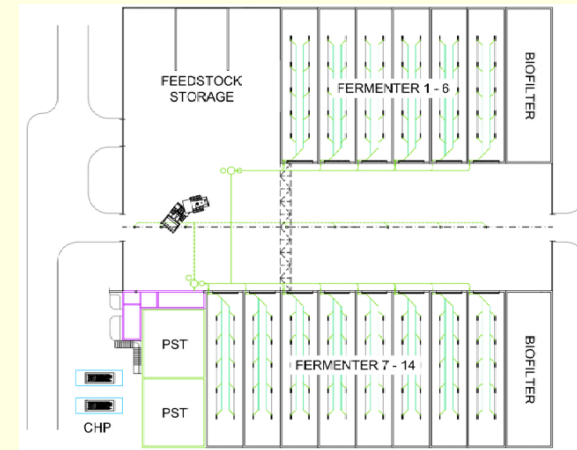 FEEDSTOCK
STORAGE
FERMENTER 1 - 6
BIOFILTER
PST
FERMENTER 7 - 14
BIOFILTER
PST
CHP